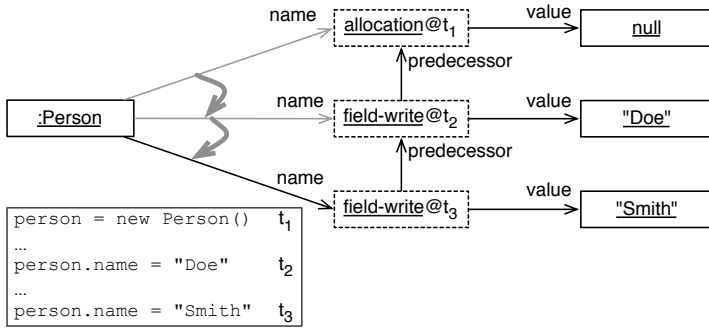 name
allocation@t1
value
null
predecessor
:Person
name
field-write@t2
value
"Doe"
predecessor
name
field-write@t3
value
"Smith"
person = new Person() t1
...
person.name = "Doe" t2
...
person.name = "Smith" t3